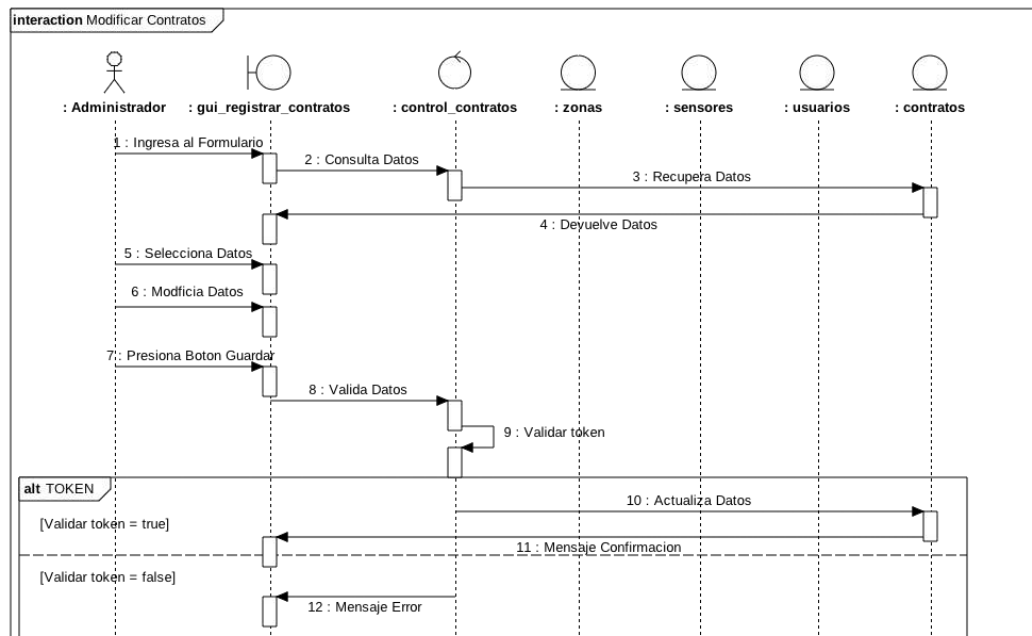 interaction Modificar Contratos
: Administrador
: gui_registrar_contratos
: control_contratos
: zonas
: sensores
: usuarios
: contratos
1 : Ingresa al Formulario
2 : Consulta Datos
3 : Recupera Datos
4 : Devuelve Datos
5 : Selecciona Datos
6 : Modficia Datos
7 : Presiona Boton Guardar
8 : Valida Datos
9 : Validar token
alt TOKEN
10 : Actualiza Datos
[Validar token = true]
11 : Mensaje Confirmacion
[Validar token = false]
12 : Mensaje Error